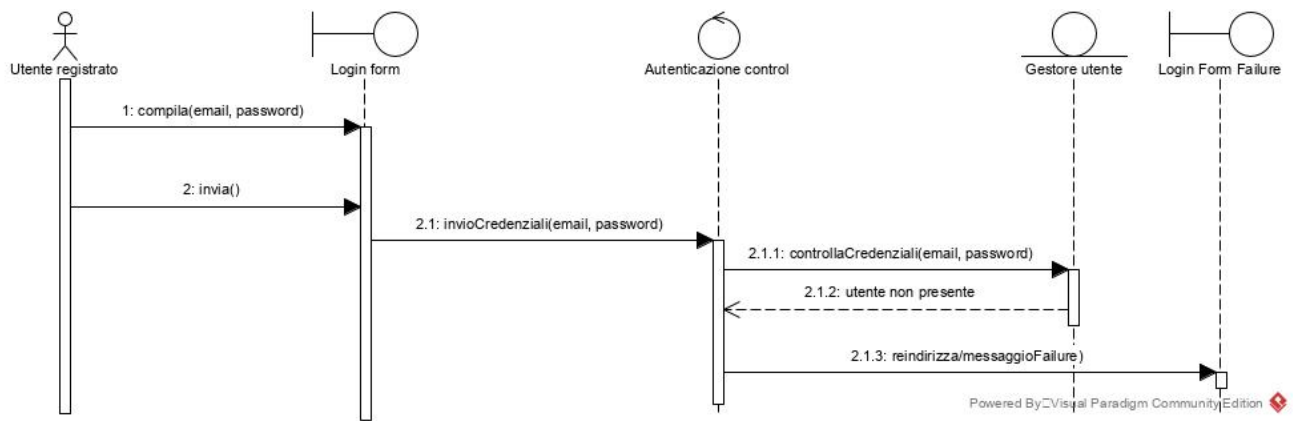 Utente registrato
Login form
Autenticazione control
Gestore utente
Login Form Failure
1: compila(email, password)
2: invia()
2.1: invioCredenziali(email, password)
2.1.1: controllaCredenziali(email, password)
2.1.2: utente non presente
2.1.3: reindirizza/messaggioFailure)
Powered By Visual Paradigm Community Edition